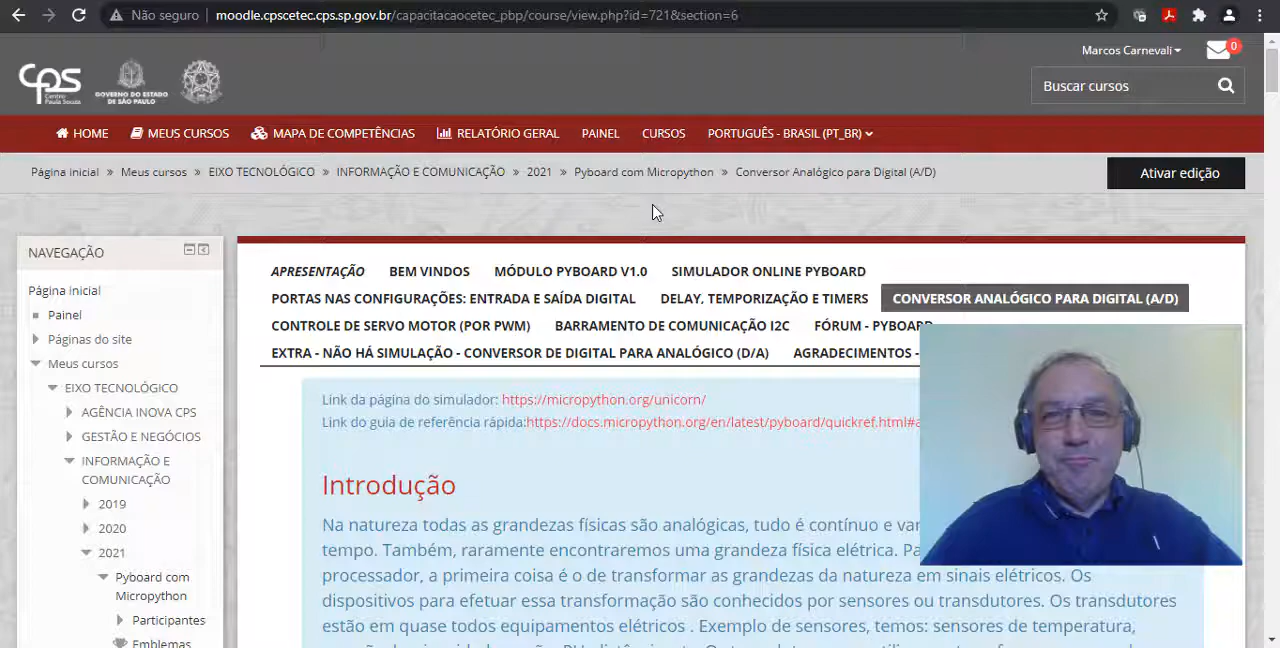 Não seguro
moodle.cpscetec.cps.sp.gov.br/capacitacaocetec_pbp/course/view.php?id=721&section=6
Marcos Carnevali
0
cps
Centro
Paula Souza
GOVERNO DO ESTADO
DE SÃO PAULO
Buscar cursos
HOME
MEUS CURSOS
MAPA DE COMPETÊNCIAS
RELATÓRIO GERAL
PAINEL
CURSOS
PORTUGUÊS - BRASIL (PT_BR)
Página inicial » Meus cursos » EIXO TECNOLÓGICO » INFORMAÇÃO E COMUNICAÇÃO » 2021 » Pyboard com Micropython » Conversor Analógico para Digital (A/D)
Ativar edição
NAVEGAÇÃO
Página inicial
Painel
Páginas do site
Meus cursos
EIXO TECNOLÓGICO
AGÊNCIA INOVA CPS
GESTÃO E NEGÓCIOS
INFORMAÇÃO E
COMUNICAÇÃO
2019
2020
2021
Pyboard com
Micropython
Participantes
Emblemas
APRESENTAÇÃO BEM VINDOS MÓDULO PYBOARD V1.0 SIMULADOR ONLINE PYBOARD
PORTAS NAS CONFIGURAÇÕES: ENTRADA E SAÍDA DIGITAL DELAY, TEMPORIZAÇÃO E TIMERS CONVERSOR ANALÓGICO PARA DIGITAL (A/D)
CONTROLE DE SERVO MOTOR (POR PWM) BARRAMENTO DE COMUNICAÇÃO I2C FÓRUM - PYBOARD
EXTRA - NÃO HÁ SIMULAÇÃO - CONVERSOR DE DIGITAL PARA ANALÓGICO (D/A) AGRADECIMENTOS -
Link da página do simulador: https://micropython.org/unicorn/
Link do guia de referência rápida:https://docs.micropython.org/en/latest/pyboard/quickref.html#a
Introdução
Na natureza todas as grandezas físicas são analógicas, tudo é contínuo e var
tempo. Também, raramente encontraremos uma grandeza física elétrica. Pa
processador, a primeira coisa é o de transformar as grandezas da natureza em sinais elétricos. Os
dispositivos para efetuar essa transformação são conhecidos por sensores ou transdutores. Os transdutores
estão em quase todos equipamentos elétricos . Exemplo de sensores, temos: sensores de temperatura,